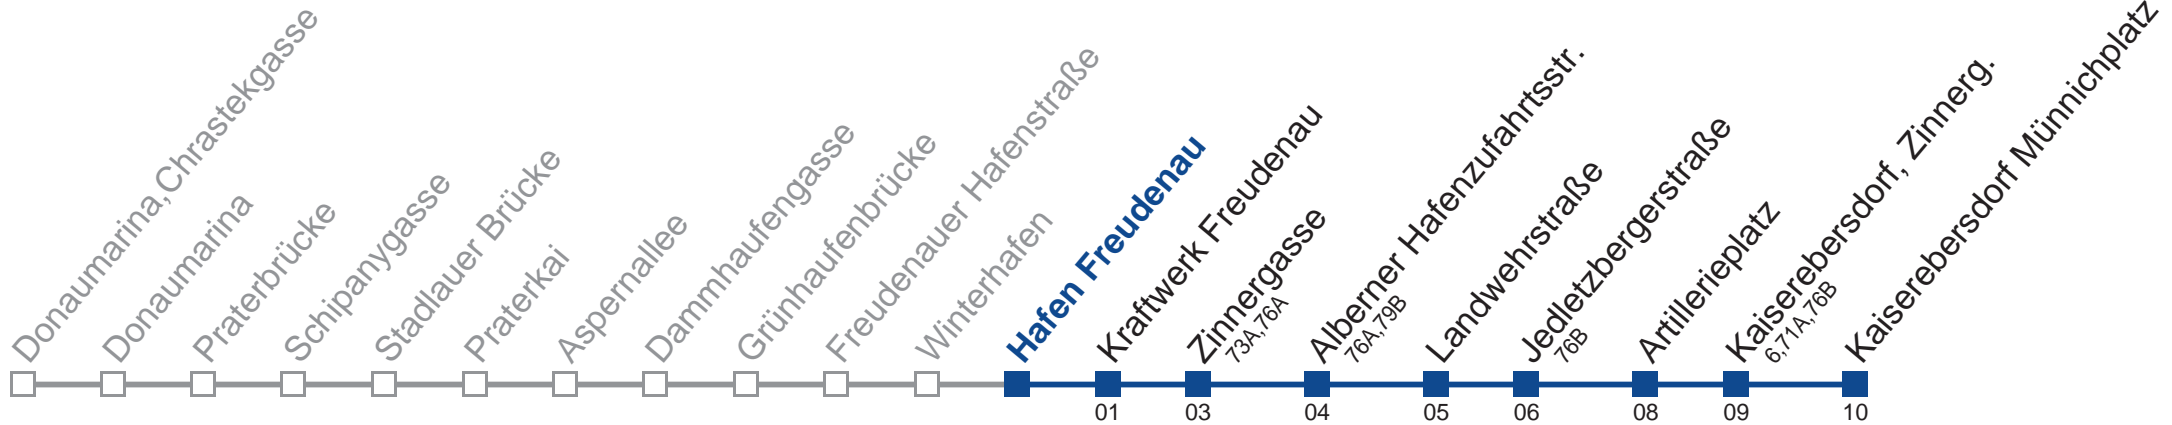 Donaumarina, Chrastekgasse
Donaumarina
Praterbrücke
Schipanygasse
Stadlauer Brücke
Praterkai
Aspernallee
Dammhaufengasse
Grünhaufenbrücke
Freudenauer Hafenstraße
Winterhafen
Hafen Freudenau
Kraftwerk Freudenau
Zinnergasse
73A,76A
Alberner Hafenzufahrtsstr.
76A,79B
Landwehrstraße
Jedletzbergerstraße
76B
Artillerieplatz
Kaiserebersdorf, Zinnerg.
6,71A,76B
Kaiserebersdorf Münnichplatz
01 03 04 05 06 08 09 10